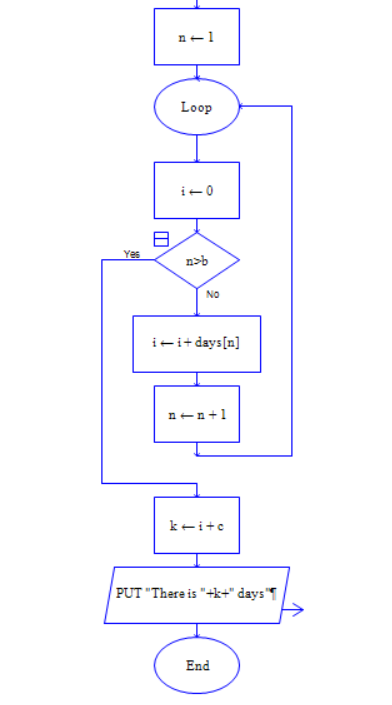 n ← 1
Loop
i ← 0
n>b
Yes
No
i ← i + days[n]
n ← n + 1
k ← i + c
PUT "There is "+k+" days"¶
End